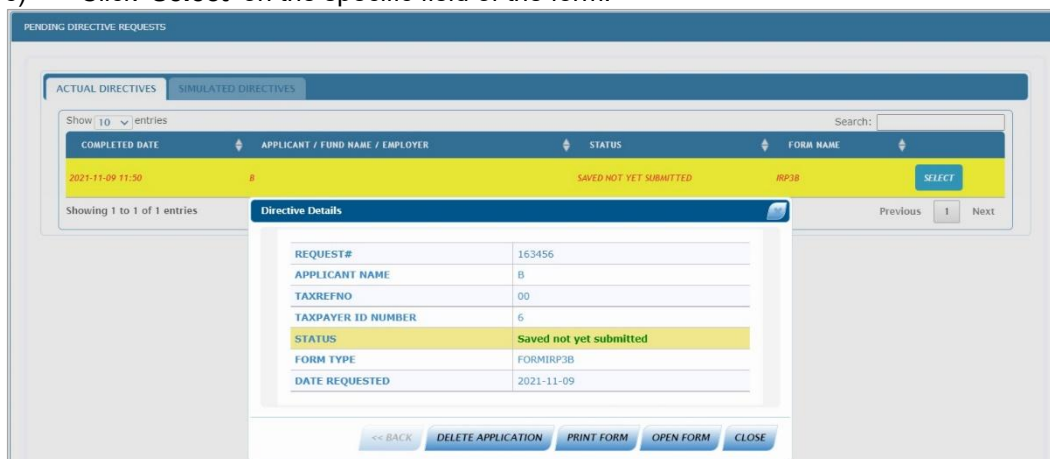 Click 'Select' on the specific field of the form.
PENDING DIRECTIVE REQUESTS
ACTUAL DIRECTIVES SIMULATED DIRECTIVES
Show 10 entries Search:
COMPLETED DATE APPLICANT / FUND NAME / EMPLOYER STATUS FORM NAME
2021-11-09 11:50 B SAVED NOT YET SUBMITTED IRP3B SELECT
Showing 1 to 1 of 1 entries Previous 1 Next
Directive Details
REQUEST# 163456
APPLICANT NAME B
TAXREFNO 00
TAXPAYER ID NUMBER 6
STATUS Saved not yet submitted
FORM TYPE FORMIRP3B
DATE REQUESTED 2021-11-09
<< BACK DELETE APPLICATION PRINT FORM OPEN FORM CLOSE